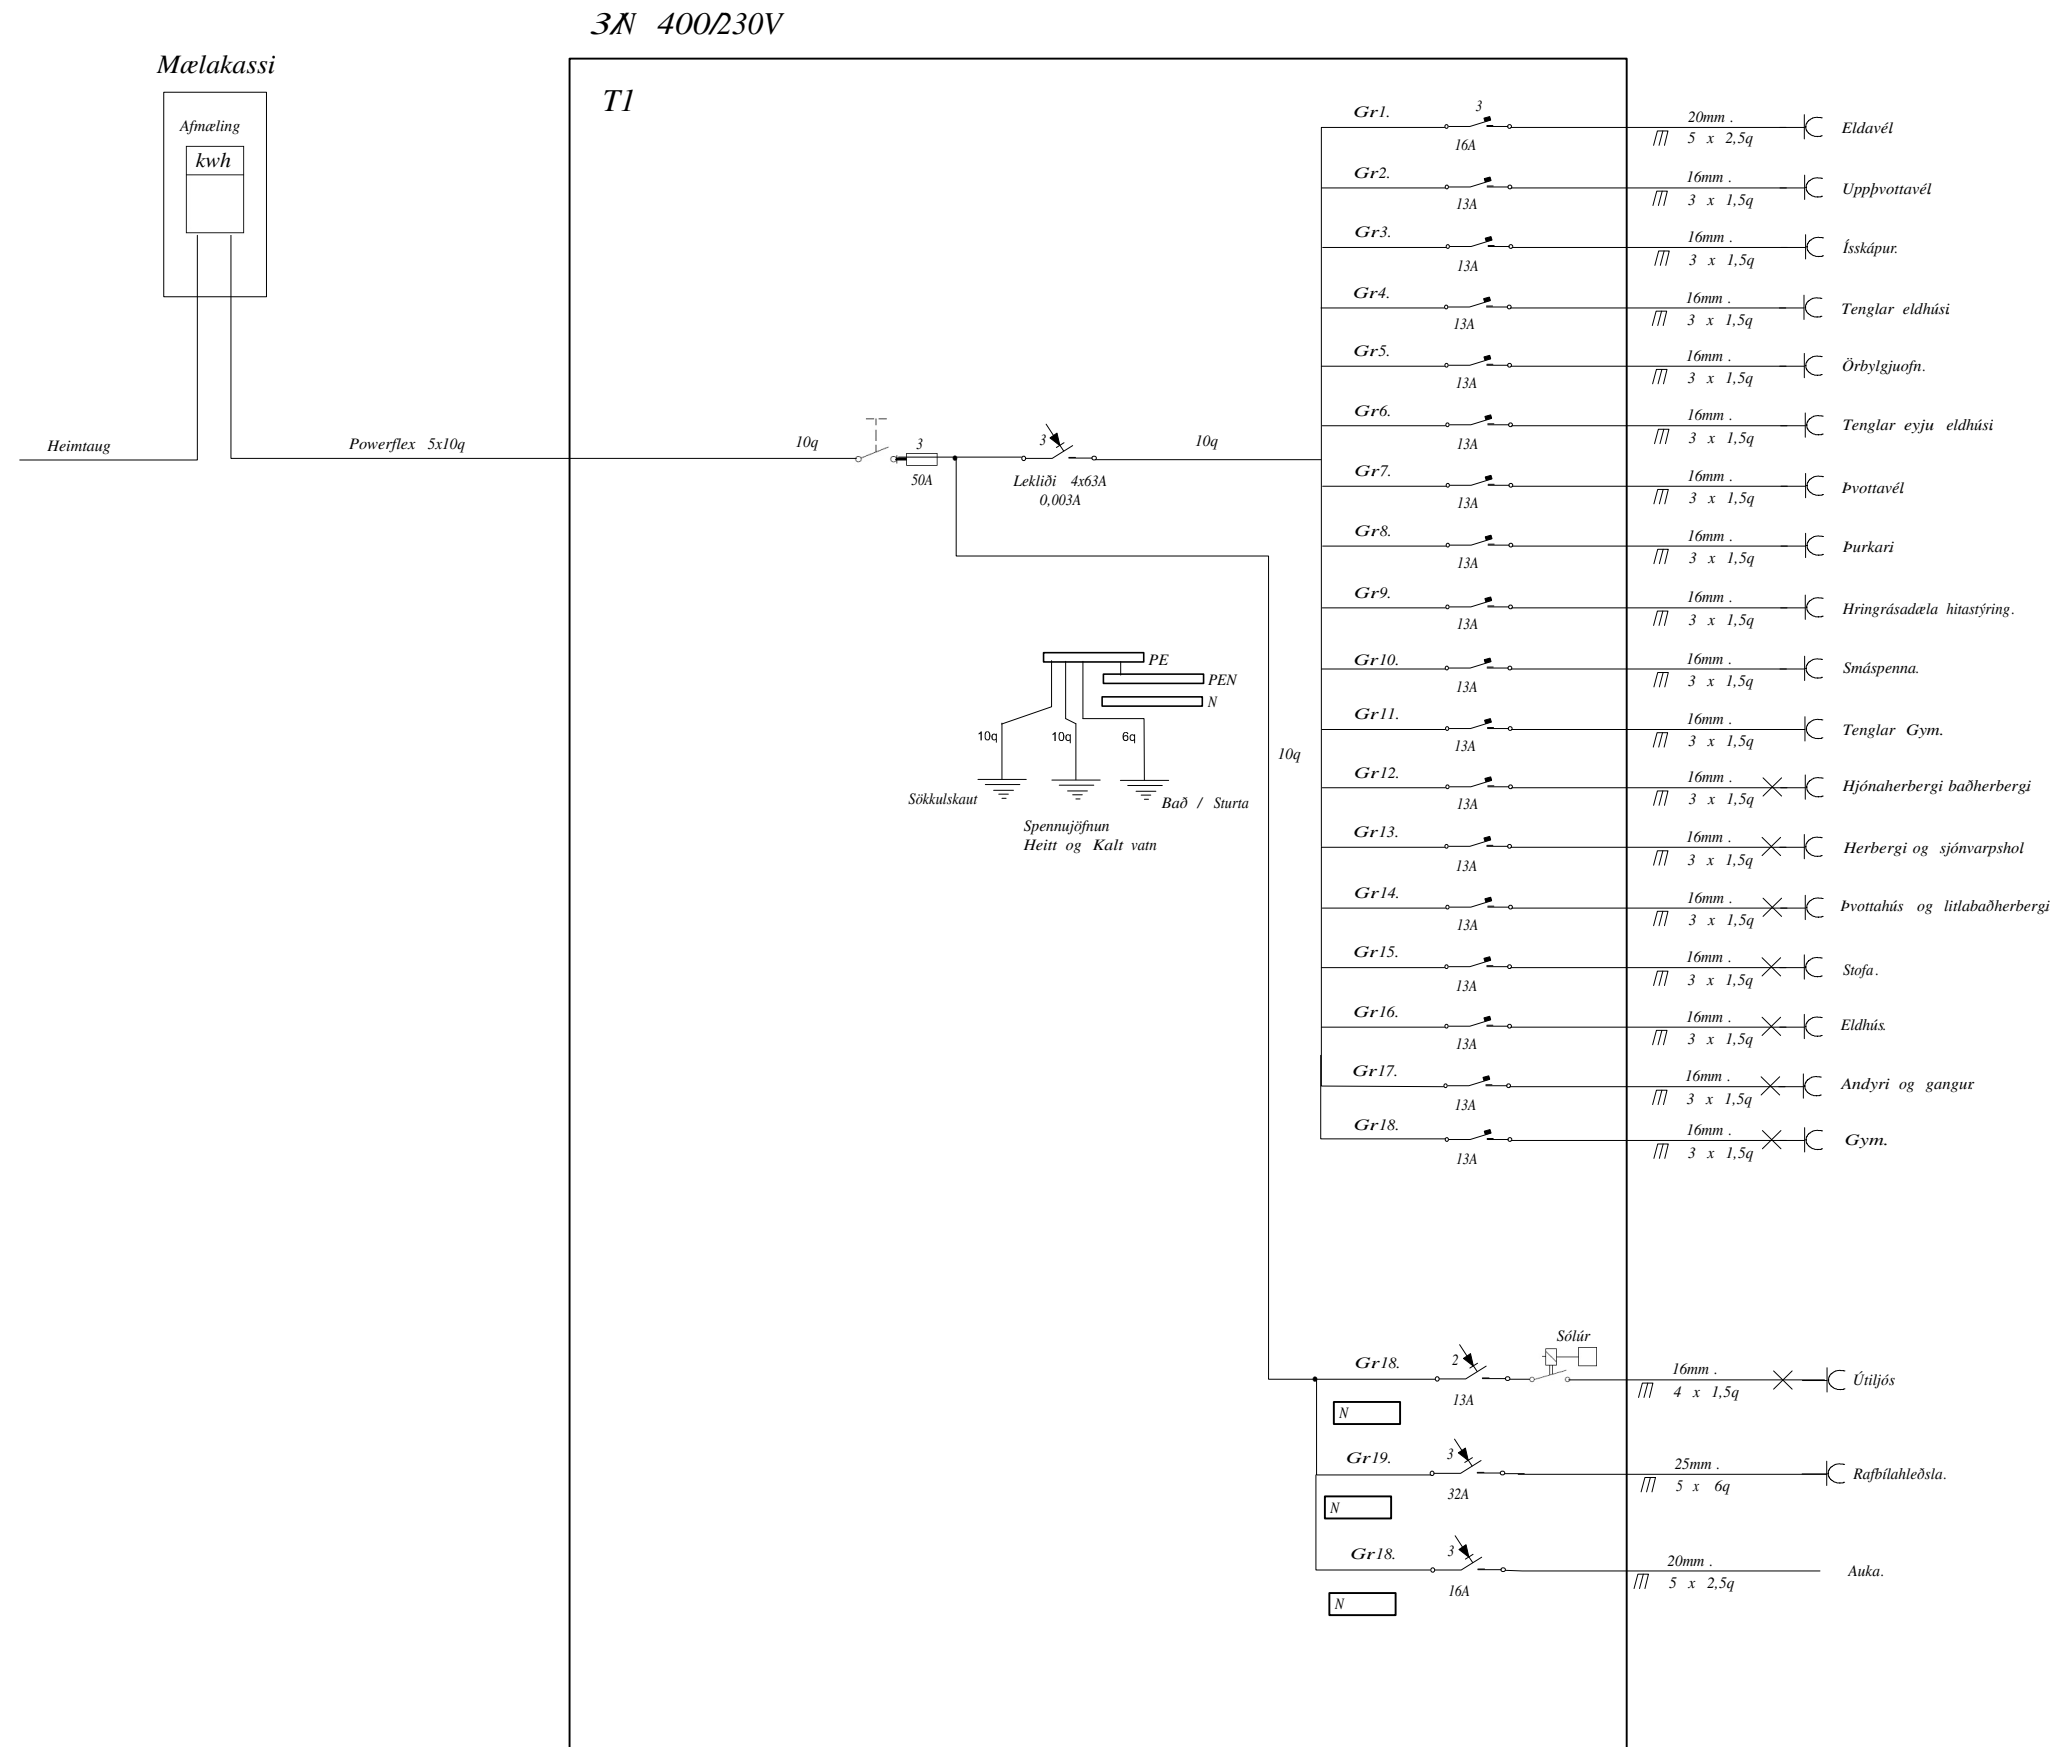 3/N 400/230V
Mælakassi
Afmæling
kwh
Heimtaug
Powerflex 5x10q
T1
10q
3
50A
3
Lekliði 4x63A
0,003A
10q
10q
PE
PEN
N
10q
10q
6q
Sökkulskaut
Bað / Sturta
Spennujöfnun
Heitt og Kalt vatn
Gr1. 3 16A 20mm . 5 x 2,5q Eldavél
Gr2. 13A 16mm . 3 x 1,5q Uppþvottavél
Gr3. 13A 16mm . 3 x 1,5q Ísskápur.
Gr4. 13A 16mm . 3 x 1,5q Tenglar eldhúsi
Gr5. 13A 16mm . 3 x 1,5q Örbylgjuofn.
Gr6. 13A 16mm . 3 x 1,5q Tenglar eyju eldhúsi
Gr7. 13A 16mm . 3 x 1,5q Þvottavél
Gr8. 13A 16mm . 3 x 1,5q Þurkari
Gr9. 13A 16mm . 3 x 1,5q Hringrásadæla hitastýring.
Gr10. 13A 16mm . 3 x 1,5q Smáspenna.
Gr11. 13A 16mm . 3 x 1,5q Tenglar Gym.
Gr12. 13A 16mm . 3 x 1,5q Hjónaherbergi baðherbergi
Gr13. 13A 16mm . 3 x 1,5q Herbergi og sjónvarpshol
Gr14. 13A 16mm . 3 x 1,5q Þvottahús og litlabaðherbergi
Gr15. 13A 16mm . 3 x 1,5q Stofa.
Gr16. 13A 16mm . 3 x 1,5q Eldhús.
Gr17. 13A 16mm . 3 x 1,5q Andyri og gangur
Gr18. 13A 16mm . 3 x 1,5q Gym.
Sólúr
Gr18. 2 13A 16mm . 4 x 1,5q Útiljós
N
Gr19. 3 32A 25mm . 5 x 6q Rafbílahleðsla.
N
Gr18. 3 16A 20mm . 5 x 2,5q Auka.
N